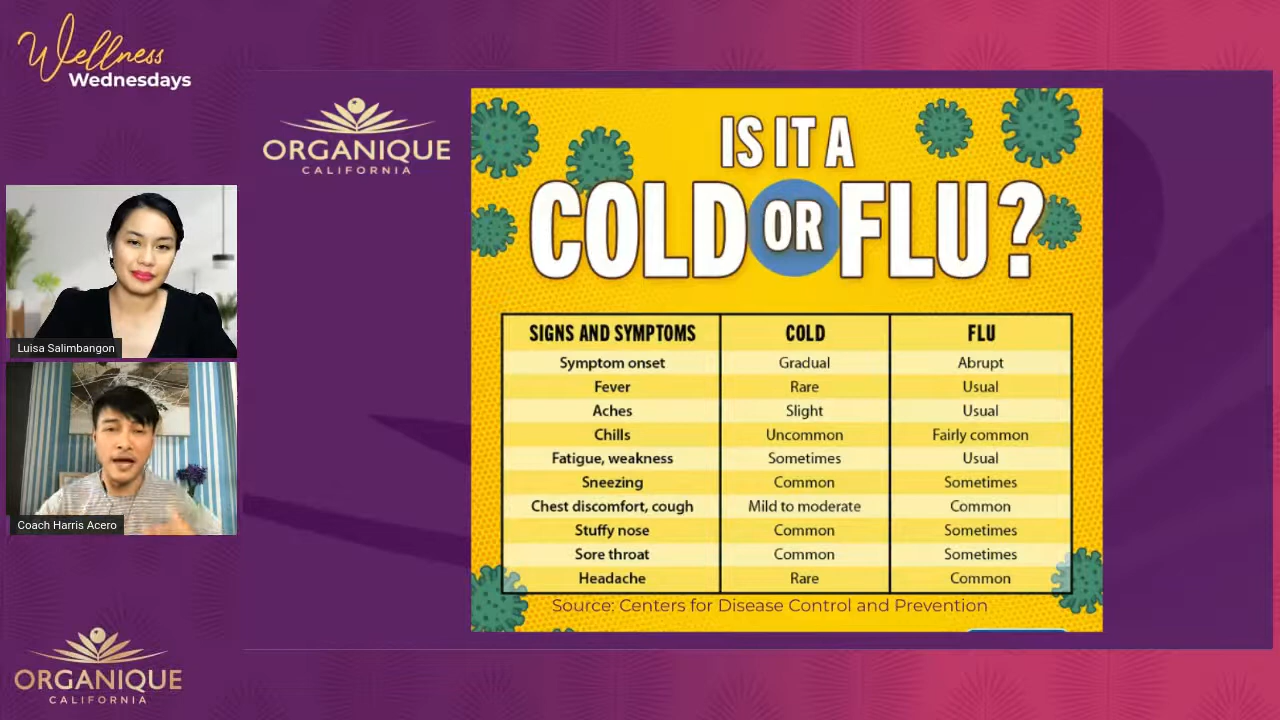 Wellness
Wednesdays
ORGANIQUE
CALIFORNIA
IS IT A
COLD OR FLU?
SIGNS AND SYMPTOMS COLD FLU
Symptom onset Gradual Abrupt
Fever Rare Usual
Aches Slight Usual
Chills Uncommon Fairly common
Fatigue, weakness Sometimes Usual
Sneezing Common Sometimes
Chest discomfort, cough Mild to moderate Common
Stuffy nose Common Sometimes
Sore throat Common Sometimes
Headache Rare Common
Source: Centers for Disease Control and Prevention
Luisa Salimbangon
Coach Harris Acero
ORGANIQUE
CALIFORNIA